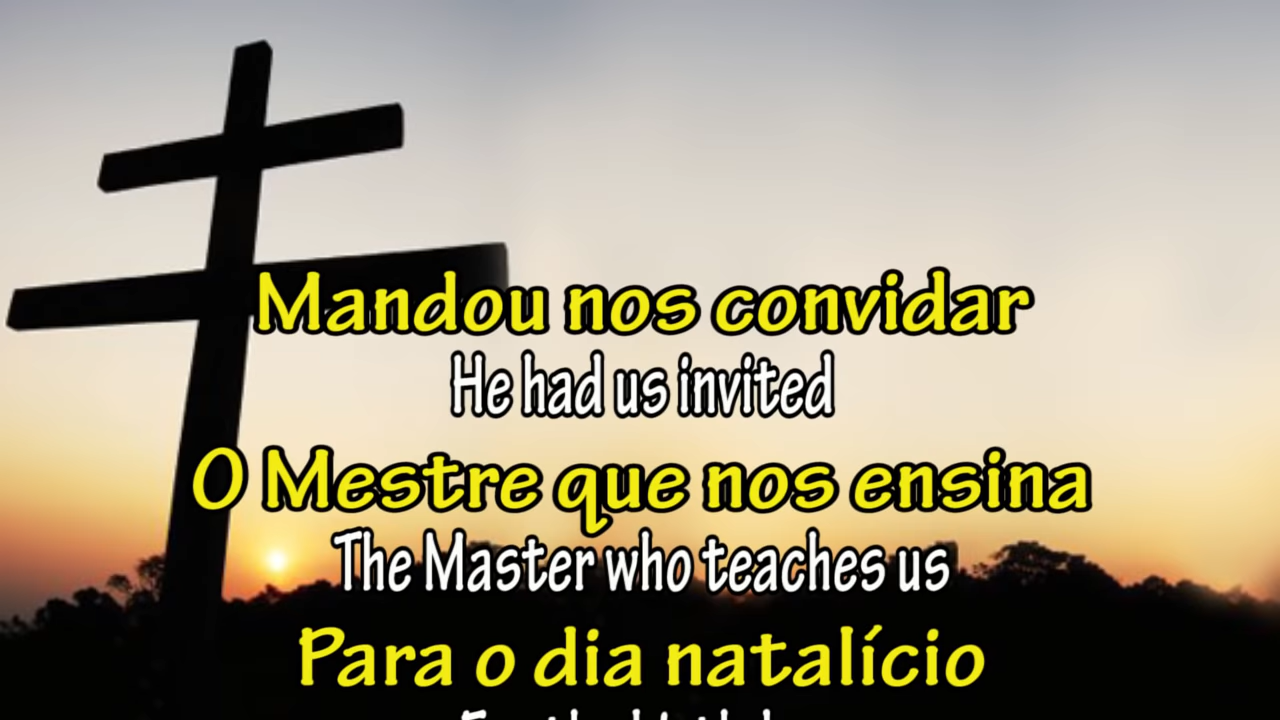 Mandou nos convidar
He had us invited
O Mestre que nos ensina
The Master who teaches us
Para o dia natalício